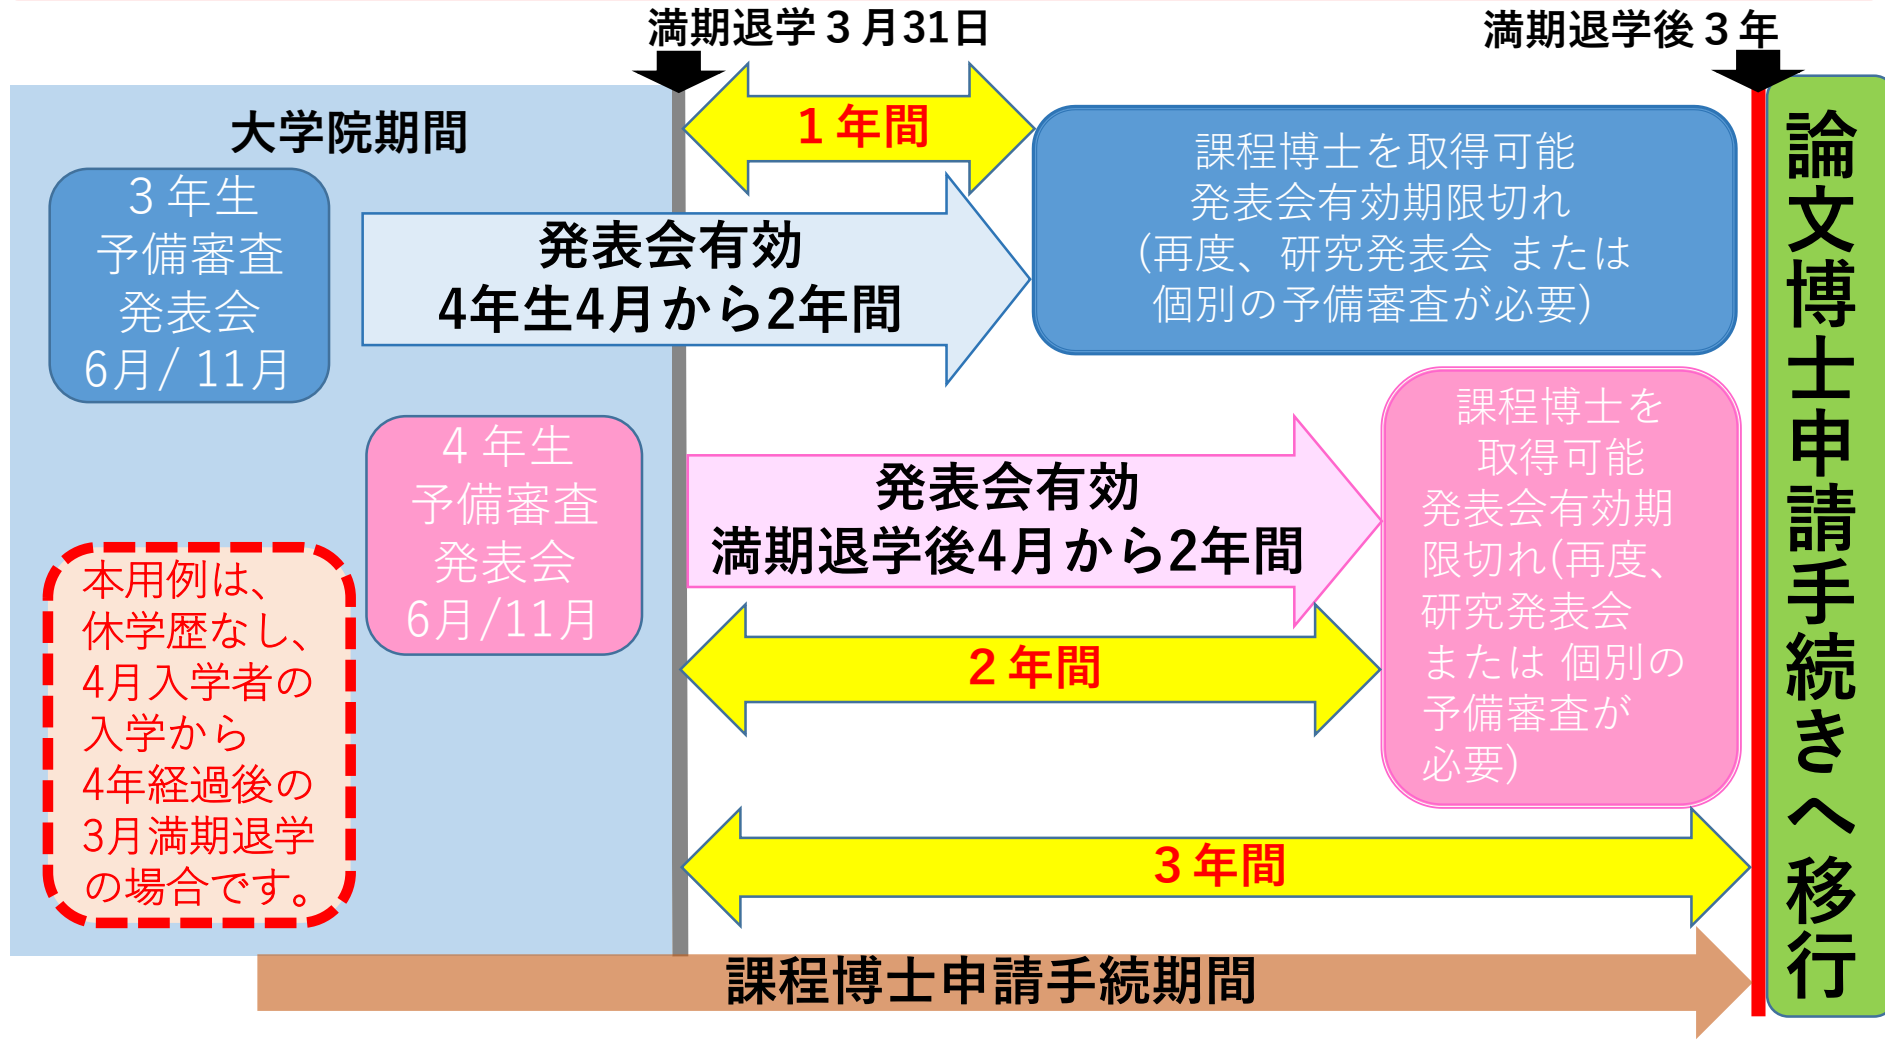 満期退学３月31日
満期退学後３年
大学院期間
１年間
３年生
予備審査
発表会
6月/ 11月
発表会有効
4年生4月から2年間
課程博士を取得可能
発表会有効期限切れ
(再度、研究発表会 または
個別の予備審査が必要)
４年生
予備審査
発表会
6月/11月
発表会有効
満期退学後4月から2年間
課程博士を
取得可能
発表会有効期
限切れ(再度、
研究発表会
または 個別の
予備審査が
必要)
本用例は、
休学歴なし、
4月入学者の
入学から
4年経過後の
3月満期退学
の場合です。
２年間
３年間
課程博士申請手続期間
論文博士申請手続きへ移行